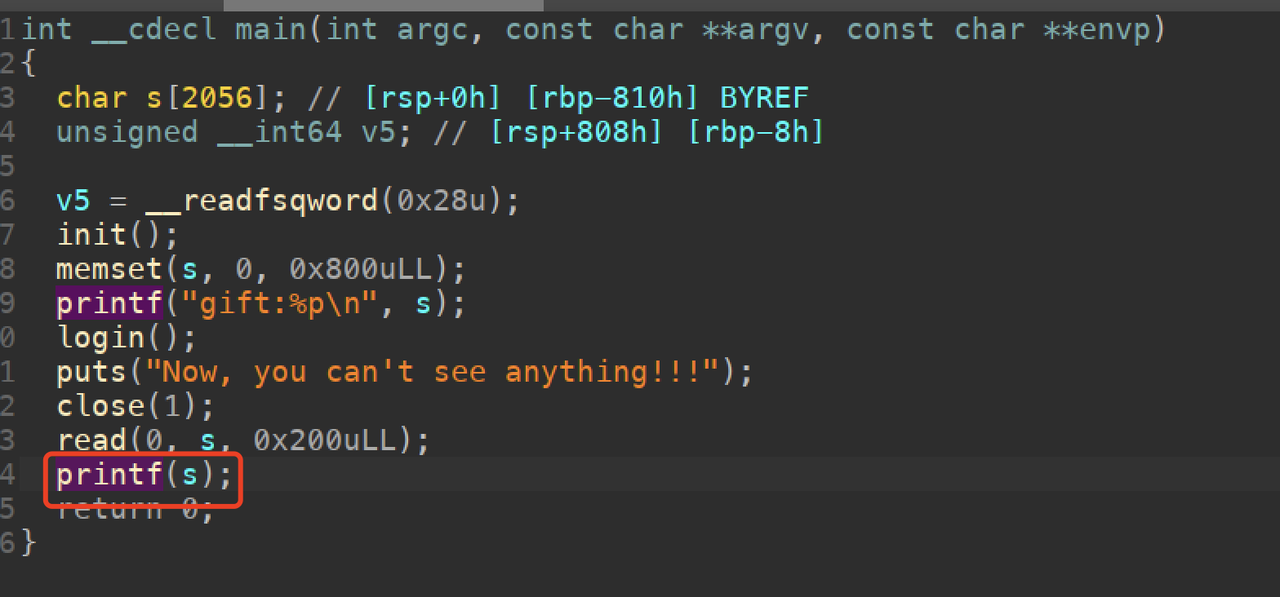 1 int __cdecl main(int argc, const char **argv, const char **envp)
2 {
3   char s[2056]; // [rsp+0h] [rbp-810h] BYREF
4   unsigned __int64 v5; // [rsp+808h] [rbp-8h]
5
6   v5 = __readfsqword(0x28u);
7   init();
8   memset(s, 0, 0x800uLL);
9   printf("gift:%p\n", s);
0   login();
1   puts("Now, you can't see anything!!!");
2   close(1);
3   read(0, s, 0x200uLL);
4   printf(s);
5   return 0;
6 }